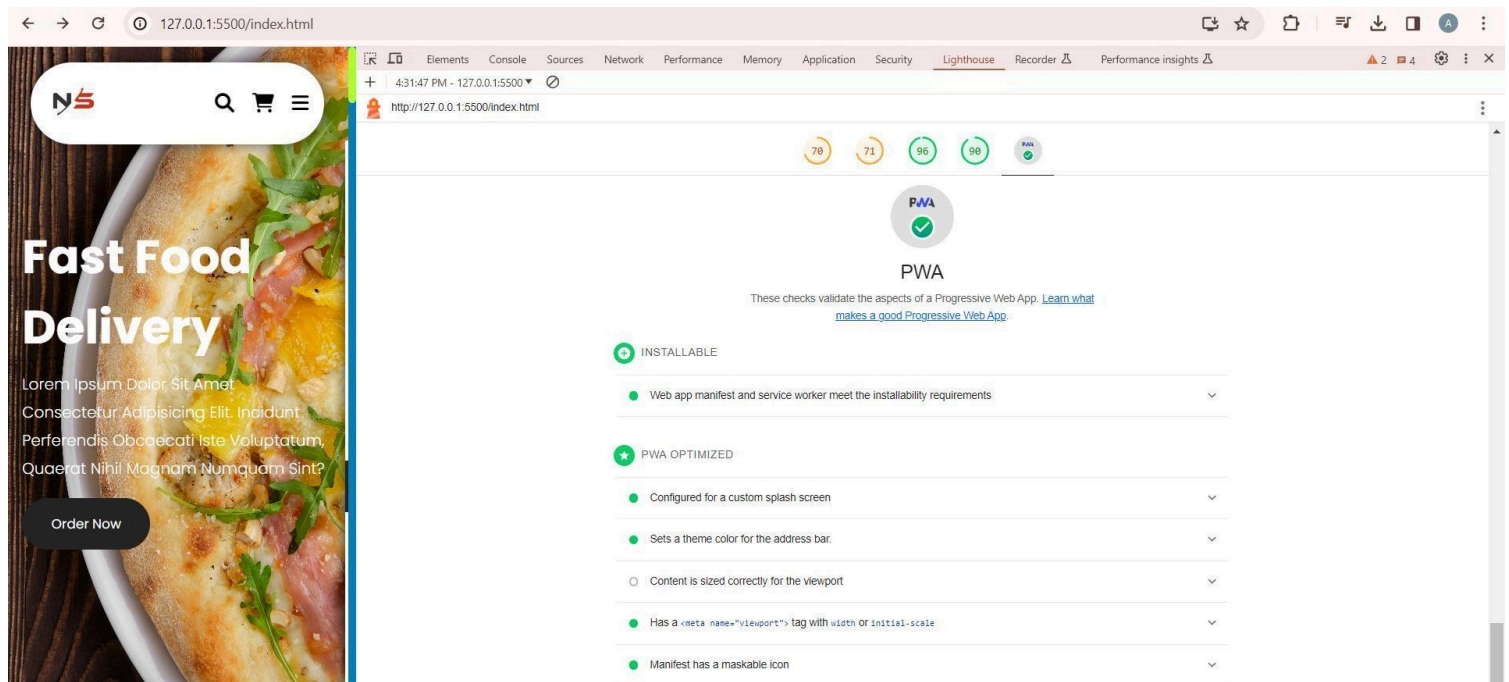 127.0.0.1:5500/index.html
A
Elements Console Sources Network Performance Memory Application Security Lighthouse Recorder Performance insights 2 4
4:31:47 PM - 127.0.0.1:5500
http://127.0.0.1:5500/index.html
NS
70 71 96 90 PWA
PWA
PWA
These checks validate the aspects of a Progressive Web App. Learn what
makes a good Progressive Web App.
INSTALLABLE
Web app manifest and service worker meet the installability requirements
PWA OPTIMIZED
Configured for a custom splash screen
Sets a theme color for the address bar.
Content is sized correctly for the viewport
Has a <meta name="viewport"> tag with width or initial-scale
Manifest has a maskable icon
Fast Food
Delivery
Lorem Ipsum Dolor Sit Amet
Consectetur Adipisicing Elit. Incidunt
Perferendis Obcaecati Iste Voluptatum,
Quaerat Nihil Magnam Numquam Sint?
Order Now